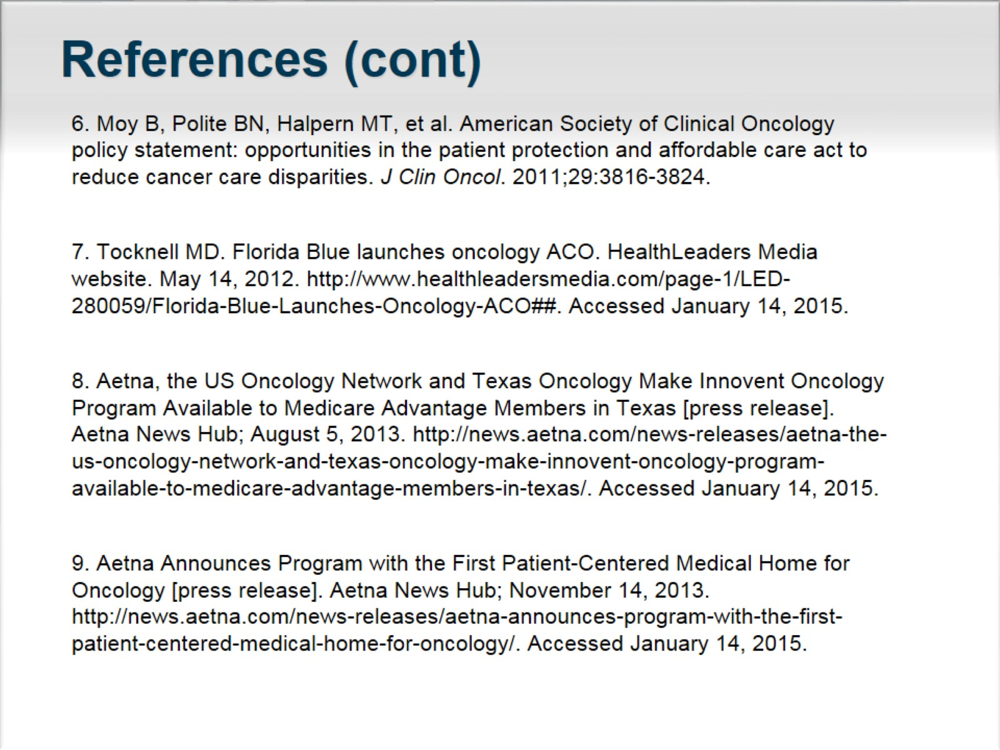 References (cont)
6. Moy B, Polite BN, Halpern MT, et al. American Society of Clinical Oncology
policy statement: opportunities in the patient protection and affordable care act to
reduce cancer care disparities. J Clin Oncol. 2011;29:3816-3824.
7. Tocknell MD. Florida Blue launches oncology ACO. HealthLeaders Media
website. May 14, 2012. http://www.healthleadersmedia.com/page-1/LED-
280059/Florida-Blue-Launches-Oncology-ACO##. Accessed January 14, 2015.
8. Aetna, the US Oncology Network and Texas Oncology Make Innovent Oncology
Program Available to Medicare Advantage Members in Texas [press release].
Aetna News Hub; August 5, 2013. http://news.aetna.com/news-releases/aetna-the-
us-oncology-network-and-texas-oncology-make-innovent-oncology-program-
available-to-medicare-advantage-members-in-texas/. Accessed January 14, 2015.
9. Aetna Announces Program with the First Patient-Centered Medical Home for
Oncology [press release]. Aetna News Hub; November 14, 2013.
http://news.aetna.com/news-releases/aetna-announces-program-with-the-first-
patient-centered-medical-home-for-oncology/. Accessed January 14, 2015.